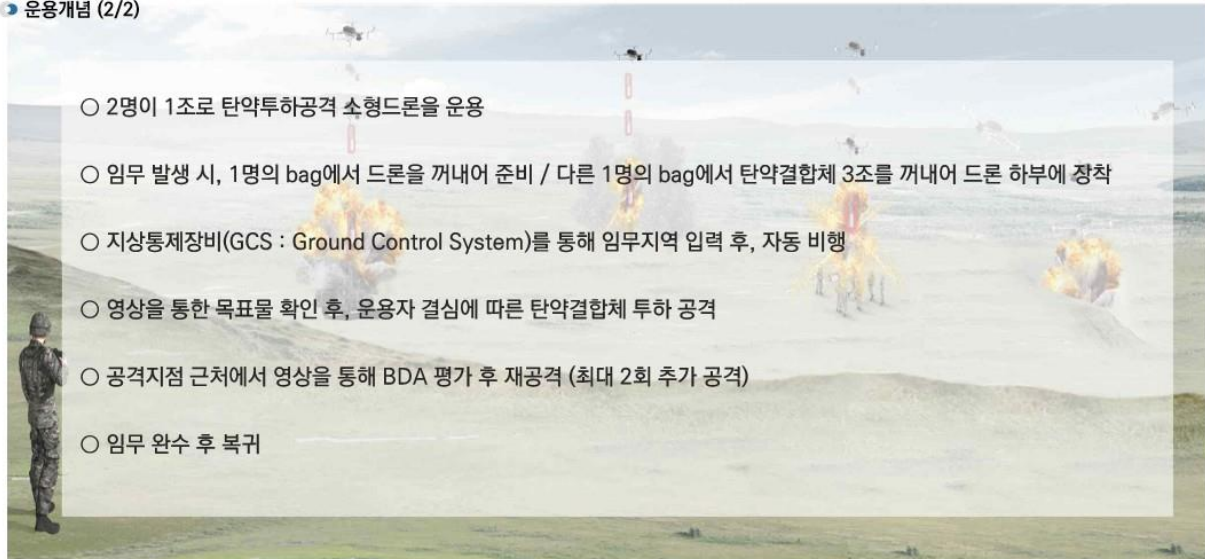 운용개념 (2/2)
○ 2명이 1조로 탄약투하공격 소형드론을 운용
○ 임무 발생 시, 1명의 bag에서 드론을 꺼내어 준비 / 다른 1명의 bag에서 탄약결합체 3조를 꺼내어 드론 하부에 장착
○ 지상통제장비(GCS : Ground Control System)를 통해 임무지역 입력 후, 자동 비행
○ 영상을 통한 목표물 확인 후, 운용자 결심에 따른 탄약결합체 투하 공격
○ 공격지점 근처에서 영상을 통해 BDA 평가 후 재공격 (최대 2회 추가 공격)
○ 임무 완수 후 복귀